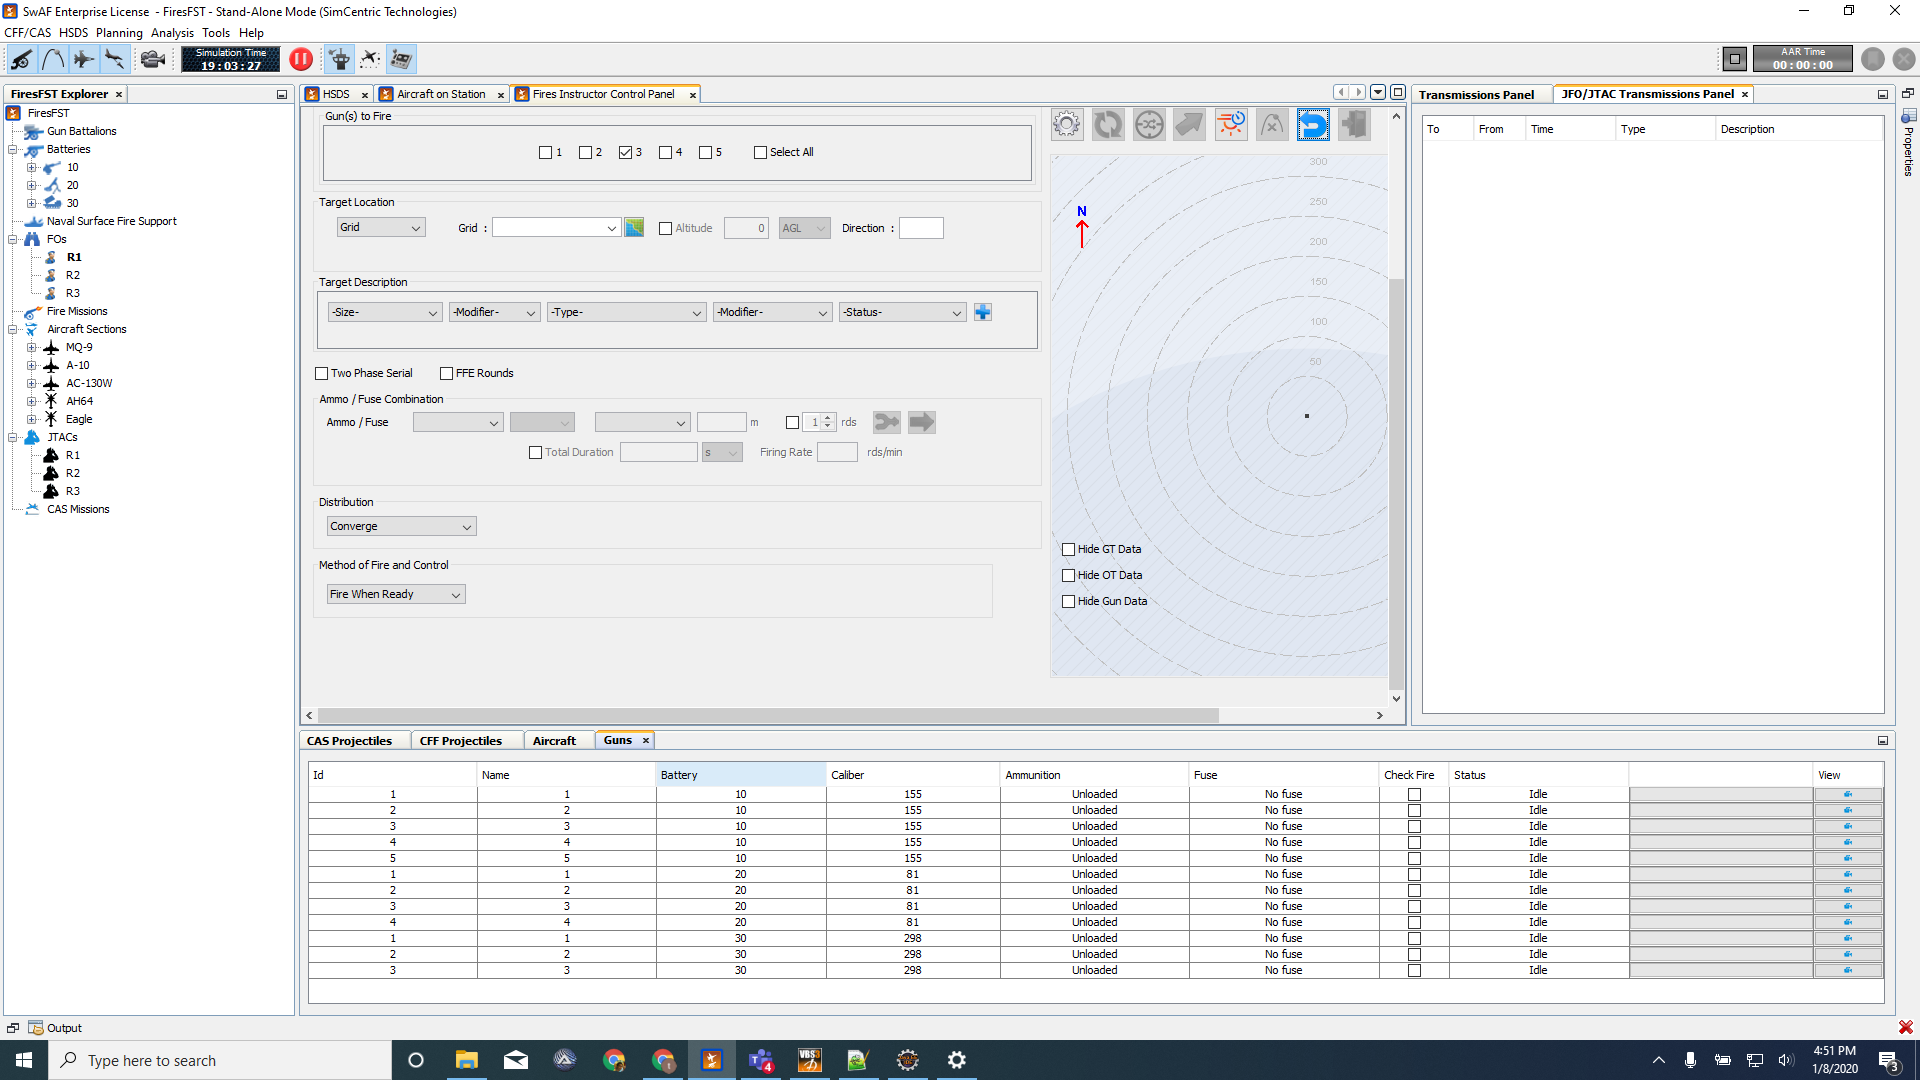 SwAF Enterprise License - FiresFST - Stand-Alone Mode (SimCentric Technologies)
CFF/CAS HSDS Planning Analysis Tools Help
Simulation Time
19:03:27
AAR Time
00:00:00
FiresFST Explorer
FiresFST
Gun Battalions
Batteries
10
20
30
Naval Surface Fire Support
FOs
R1
R2
R3
Fire Missions
Aircraft Sections
MQ-9
A-10
AC-130W
AH64
Eagle
JTACs
R1
R2
R3
CAS Missions
HSDS Aircraft on Station Fires Instructor Control Panel
Gun(s) to Fire
1 2 3 4 5 Select All
Target Location
Grid Grid : Altitude 0 AGL Direction :
Target Description
-Size- -Modifier- -Type- -Modifier- -Status-
Two Phase Serial FFE Rounds
Ammo / Fuse Combination
Ammo / Fuse m 1 rds
Total Duration s Firing Rate rds/min
Distribution
Converge
Method of Fire and Control
Fire When Ready
N
300
250
200
150
100
50
Hide GT Data
Hide OT Data
Hide Gun Data
Transmissions Panel JFO/JTAC Transmissions Panel
To From Time Type Description
Properties
CAS Projectiles CFF Projectiles Aircraft Guns
Id Name Battery Caliber Ammunition Fuse Check Fire Status View
1 1 10 155 Unloaded No fuse Idle
2 2 10 155 Unloaded No fuse Idle
3 3 10 155 Unloaded No fuse Idle
4 4 10 155 Unloaded No fuse Idle
5 5 10 155 Unloaded No fuse Idle
1 1 20 81 Unloaded No fuse Idle
2 2 20 81 Unloaded No fuse Idle
3 3 20 81 Unloaded No fuse Idle
4 4 20 81 Unloaded No fuse Idle
1 1 30 298 Unloaded No fuse Idle
2 2 30 298 Unloaded No fuse Idle
3 3 30 298 Unloaded No fuse Idle
Output
Type here to search
4
VBS3
4:51 PM
1/8/2020
3